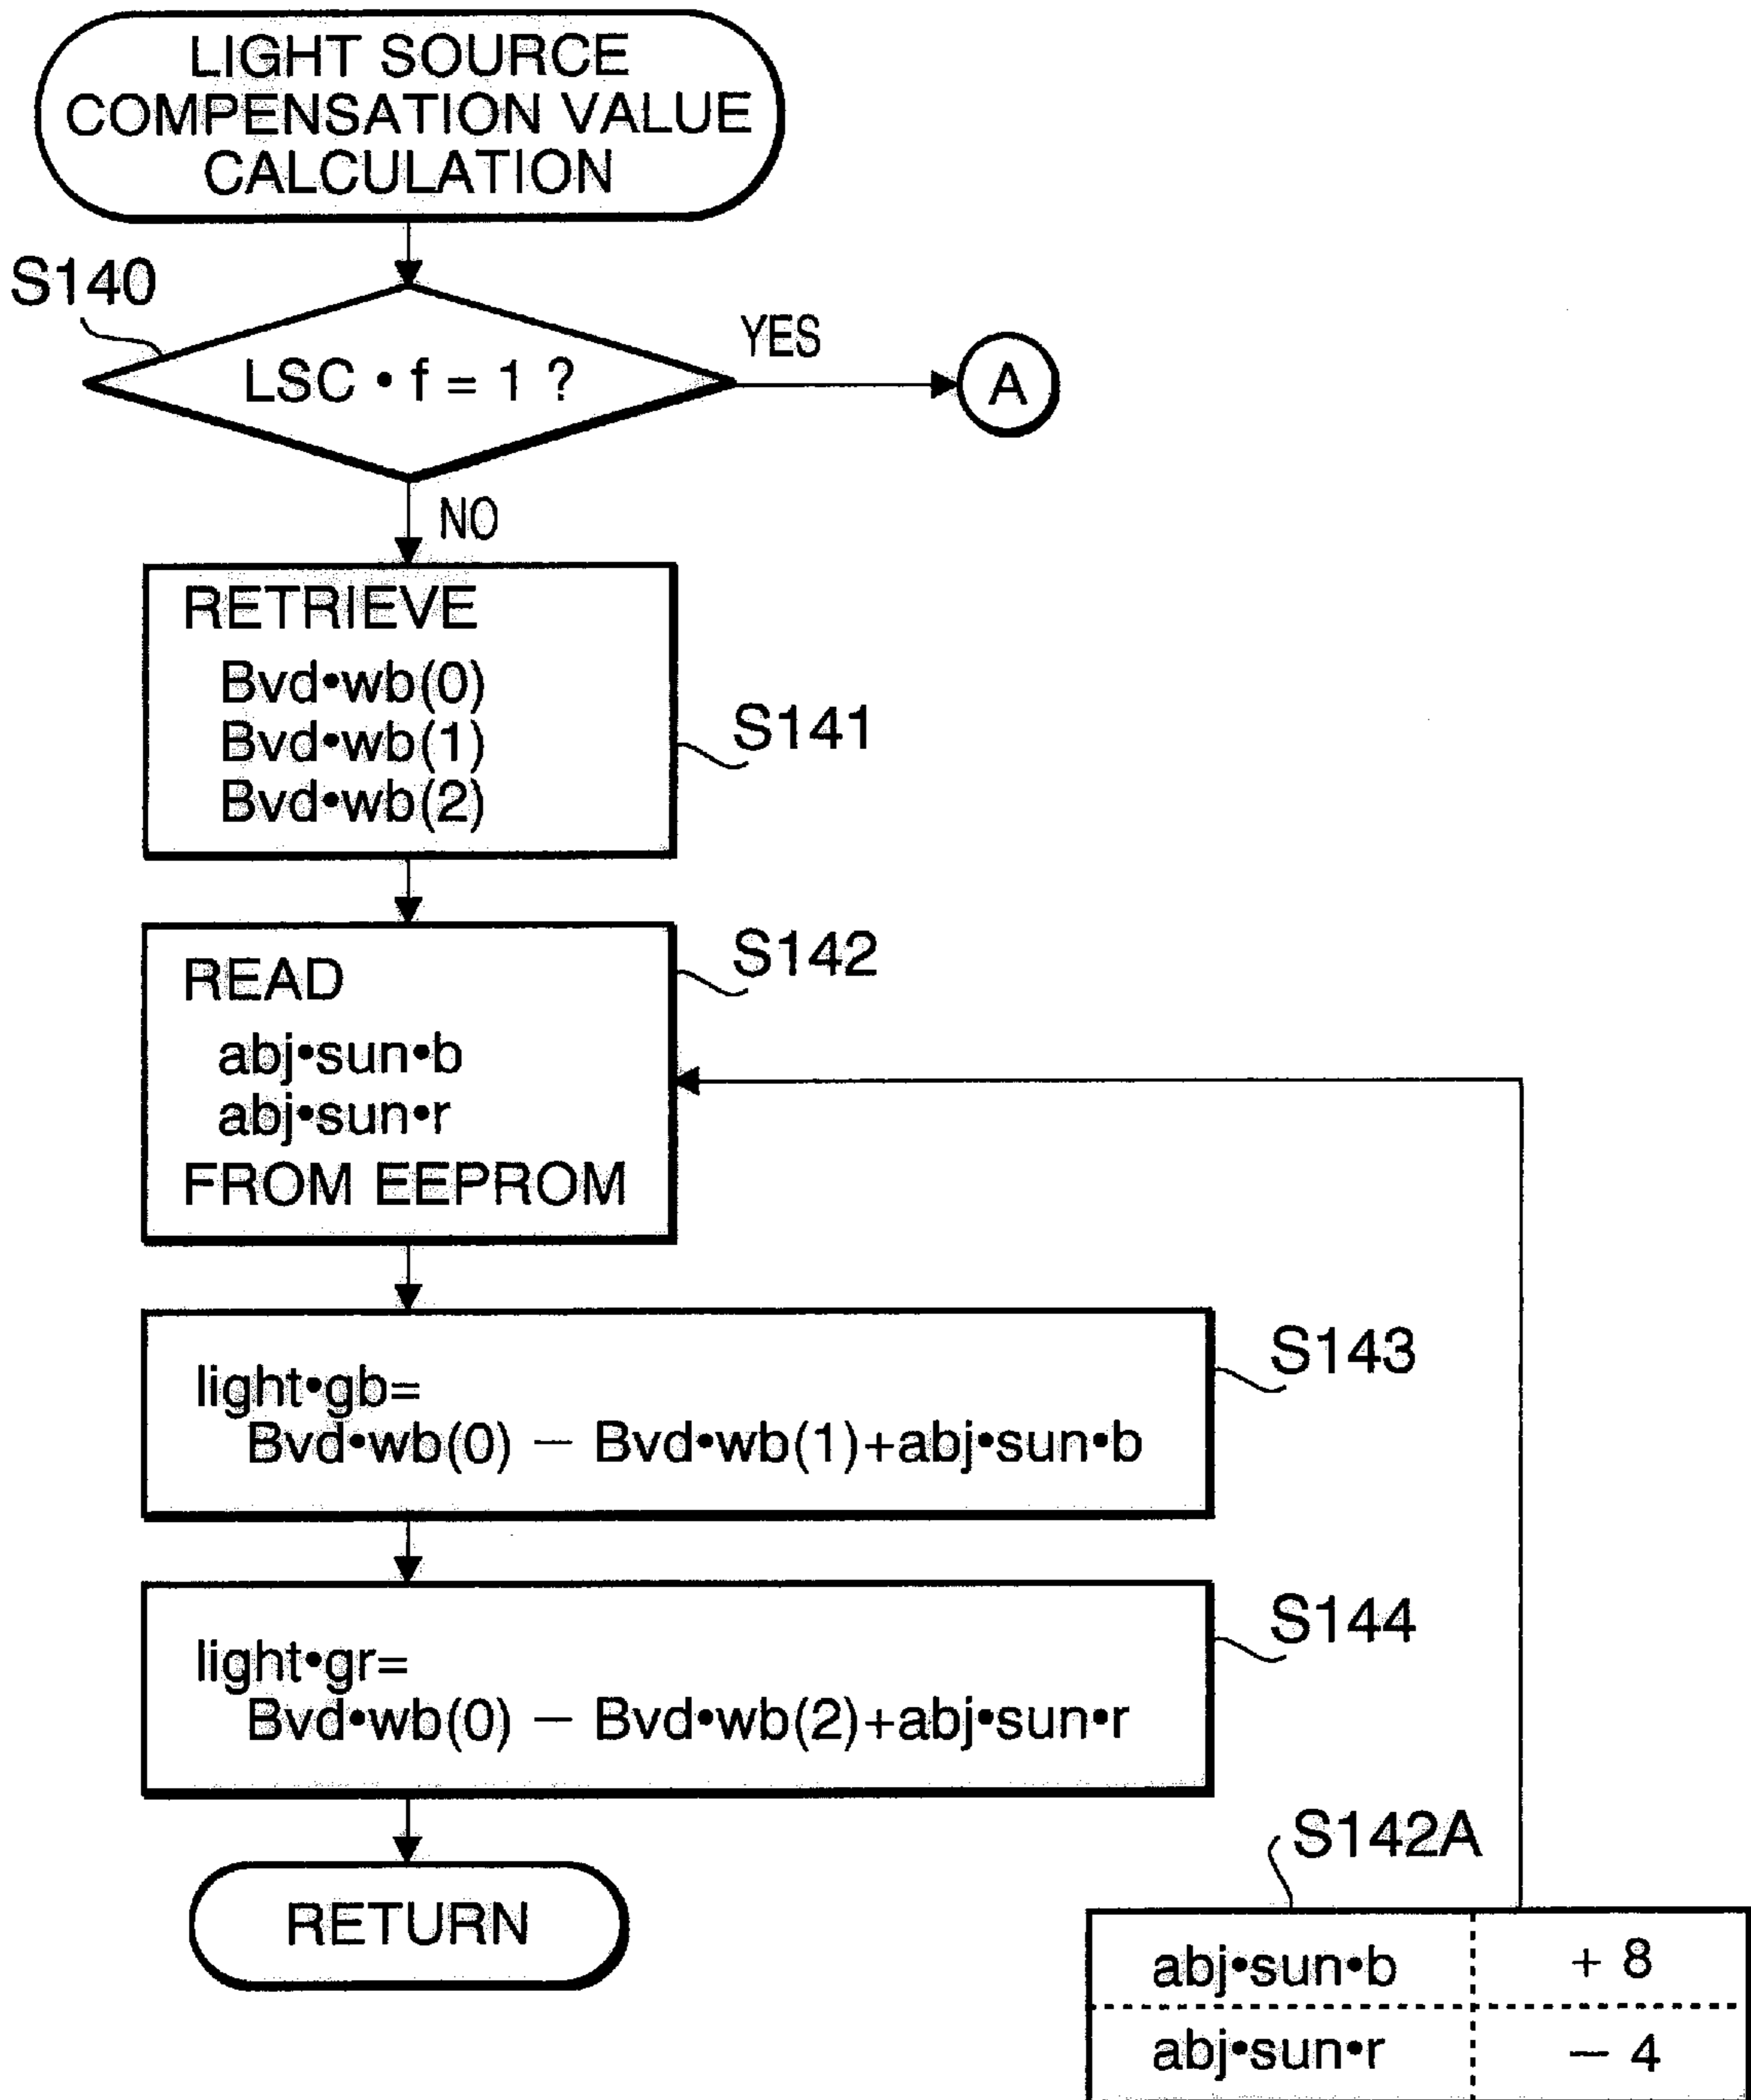 LIGHT SOURCE
COMPENSATION VALUE
CALCULATION
S140
LSC • f = 1 ?
YES
A
NO
RETRIEVE
Bvd•wb(0)
Bvd•wb(1)
Bvd•wb(2)
S141
READ
abj•sun•b
abj•sun•r
FROM EEPROM
S142
light•gb=
Bvd•wb(0) — Bvd•wb(1)+abj•sun•b
S143
light•gr=
Bvd•wb(0) — Bvd•wb(2)+abj•sun•r
S144
RETURN
S142A
abj•sun•b + 8
abj•sun•r — 4